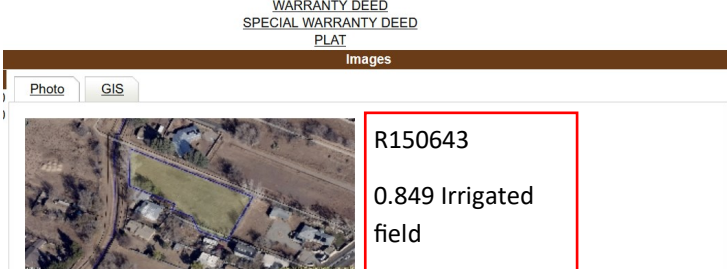 WARRANTY DEED
SPECIAL WARRANTY DEED
PLAT
Images
Photo
GIS
R150643
0.849 Irrigated
field